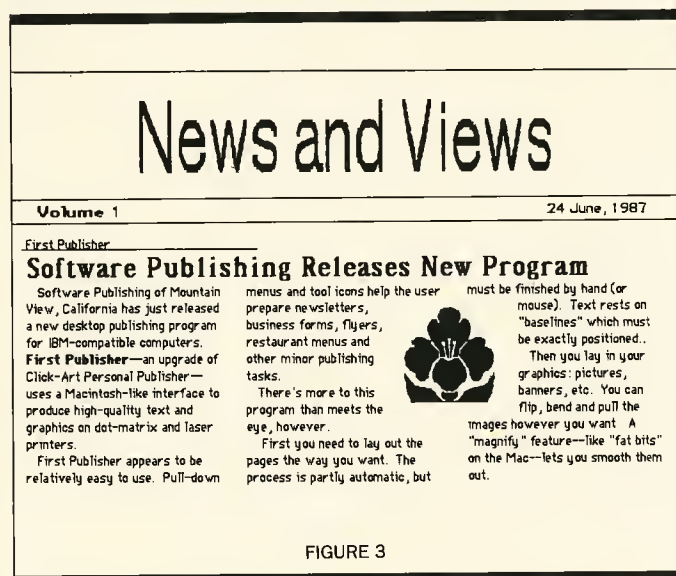 News and Views
Volume 1
24 June, 1987
First Publisher
Software Publishing Releases New Program
Software Publishing of Mountain
View, California has just released
a new desktop publishing program
for IBM-compatible computers.
First Publisher—an upgrade of
Click-Art Personal Publisher—
uses a Macintosh-like interface to
produce high-quality text and
graphics on dot-matrix and laser
printers.
First Publisher appears to be
relatively easy to use. Pull-down
menus and tool icons help the user
prepare newsletters,
business forms, flyers,
restaurant menus and
other minor publishing
tasks.
There's more to this
program than meets the
eye, however.
First you need to lay out the
pages the way you want. The
process is partly automatic, but
must be finished by hand (or
mouse). Text rests on
"baselines" which must
be exactly positioned..
Then you lay in your
graphics: pictures,
banners, etc. You can
flip, bend and pull the
images however you want A
"magnify" feature--like "fat bits"
on the Mac--lets you smooth them
out.
FIGURE 3